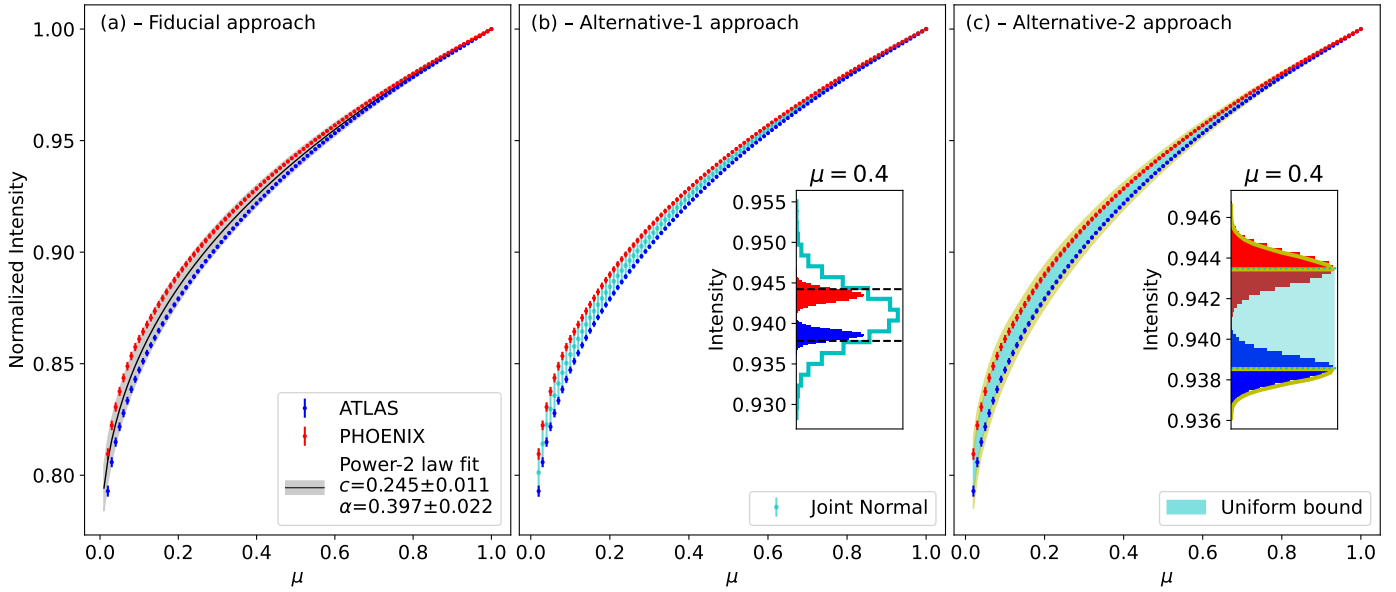 (a) – Fiducial approach
1.00
0.95
0.90
0.85
0.80
Normalized Intensity
ATLAS
PHOENIX
Power-2 law fit
c=0.245±0.011
α=0.397±0.022
0.0 0.2 0.4 0.6 0.8 1.0
μ
(b) – Alternative-1 approach
μ = 0.4
0.955
0.950
0.945
0.940
0.935
0.930
Intensity
Joint Normal
0.0 0.2 0.4 0.6 0.8 1.0
μ
(c) – Alternative-2 approach
μ = 0.4
0.946
0.944
0.942
0.940
0.938
0.936
Intensity
Uniform bound
0.0 0.2 0.4 0.6 0.8 1.0
μ